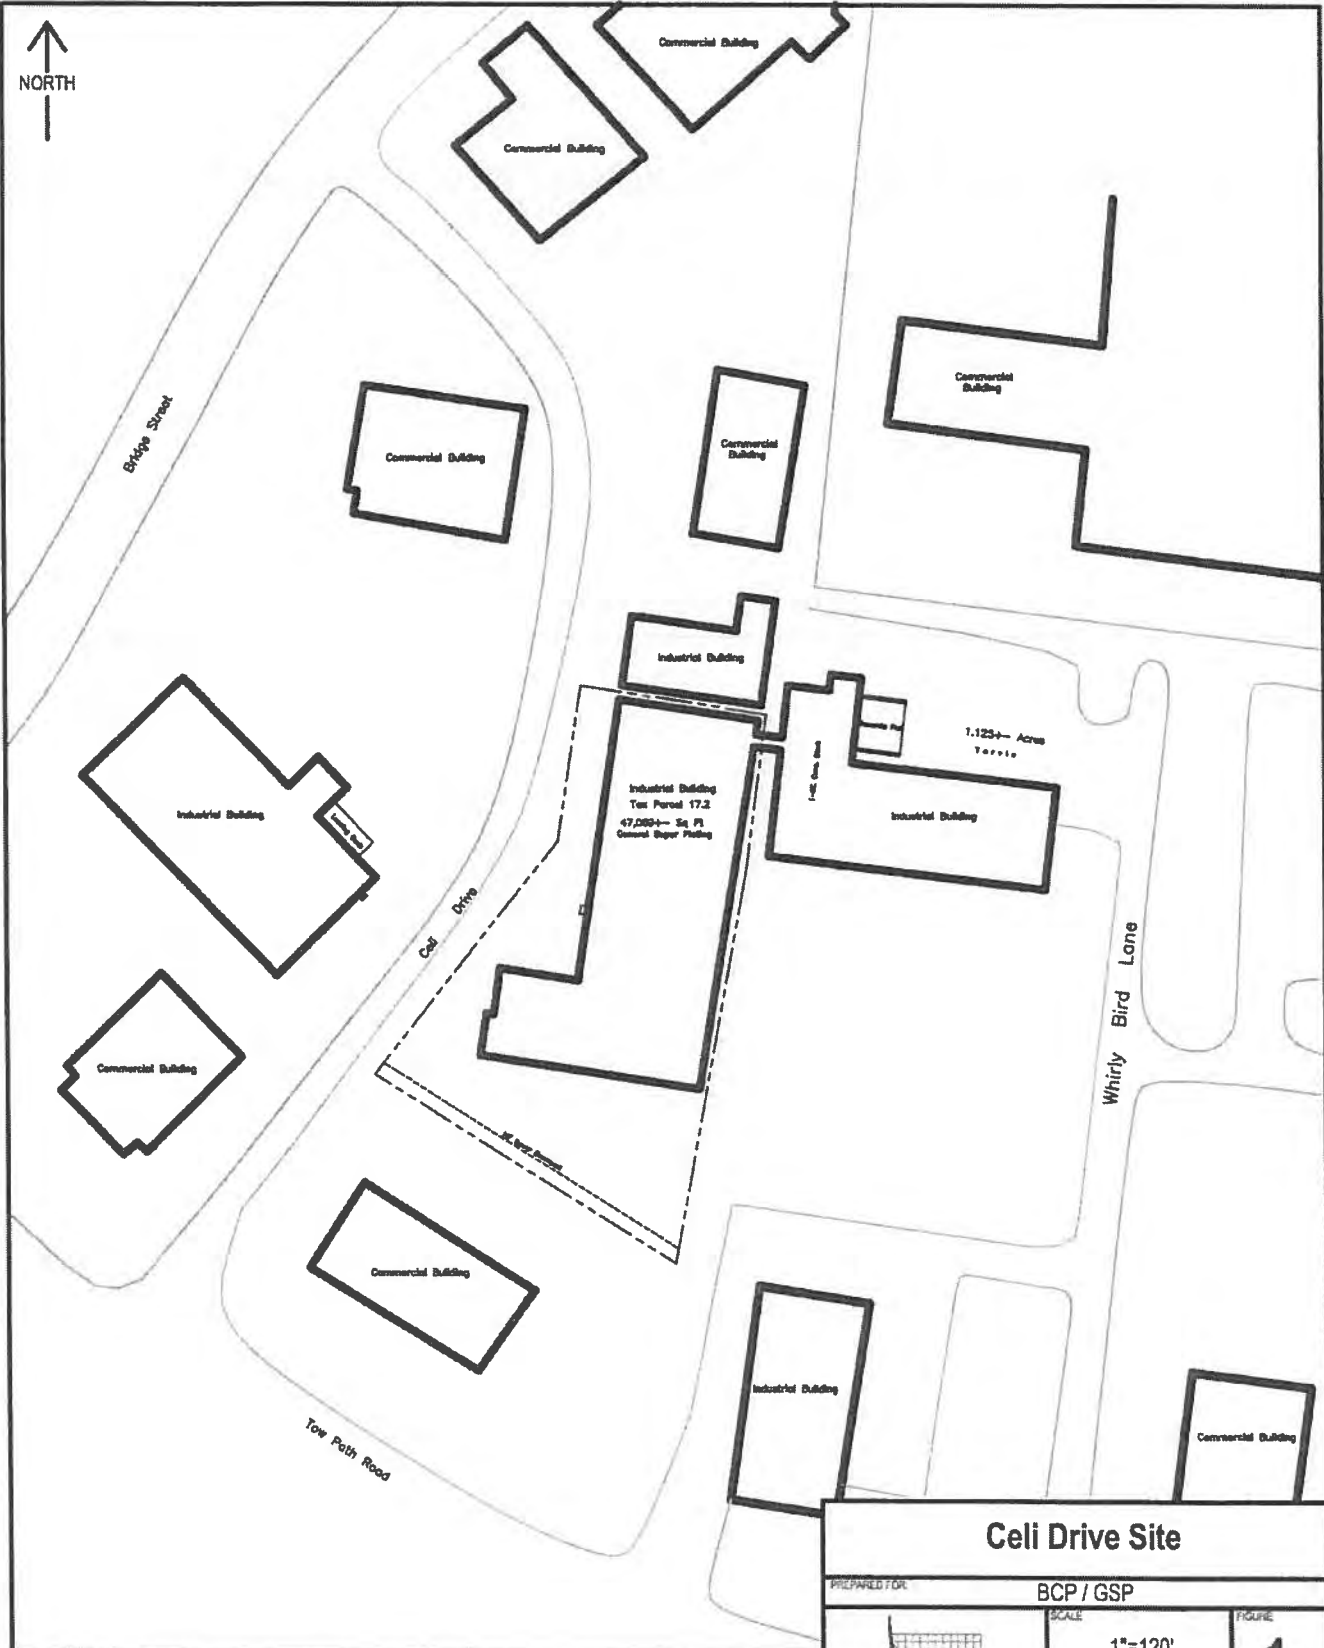 NORTH
Commercial Building
Commercial Building
Bridge Street
Commercial Building
Commercial
Building
Commercial
Building
Industrial Building
1.123+- Acres
Industrial Building
Industrial Building
Tax Parcel 17.2
Sq Ft
Industrial Building
Celi Drive
Whirly Bird Lane
Commercial Building
Commercial Building
Industrial Building
Commercial Building
Tow Path Road
Celi Drive Site
PREPARED FOR:
BCP / GSP
SCALE
FIGURE
1"=120'